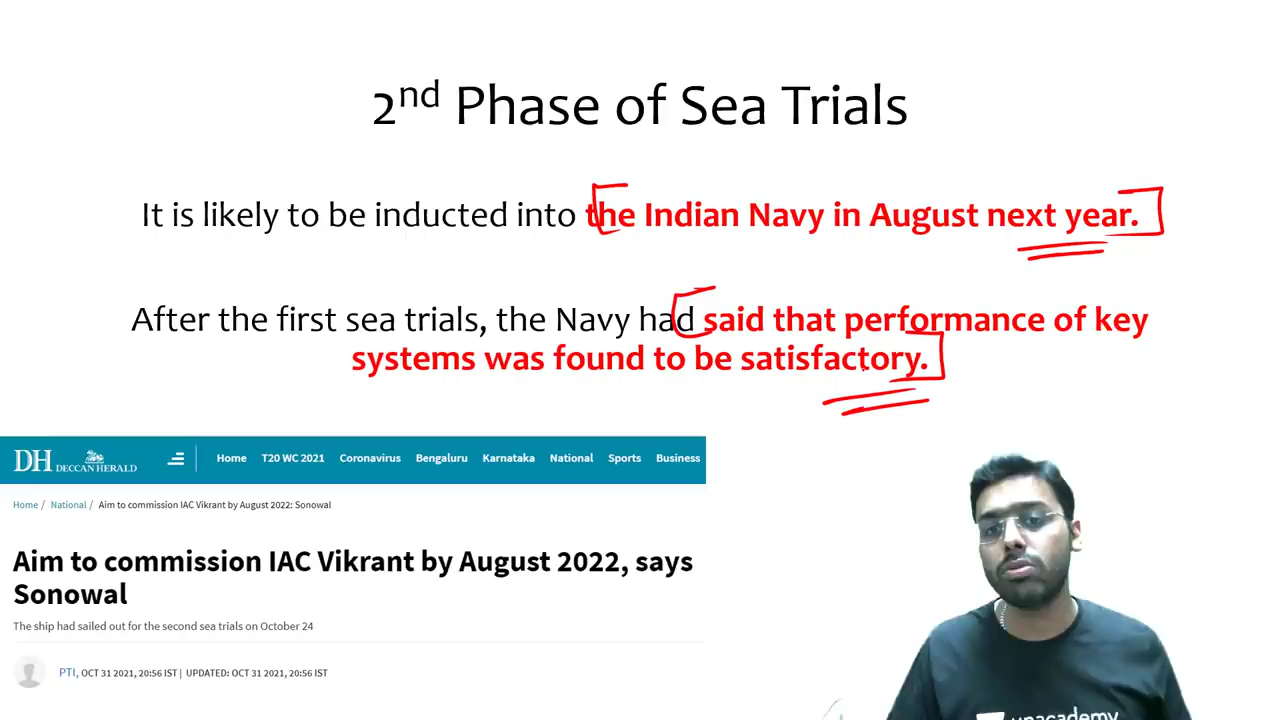 2nd Phase of Sea Trials
It is likely to be inducted into the Indian Navy in August next year.
After the first sea trials, the Navy had said that performance of key
systems was found to be satisfactory.
DH DECCAN HERALD Home T20 WC 2021 Coronavirus Bengaluru Karnataka National Sports Business
Home / National / Aim to commission IAC Vikrant by August 2022: Sonowal
Aim to commission IAC Vikrant by August 2022, says
Sonowal
The ship had sailed out for the second sea trials on October 24
PTI, OCT 31 2021, 20:56 IST | UPDATED: OCT 31 2021, 20:56 IST
unacademy